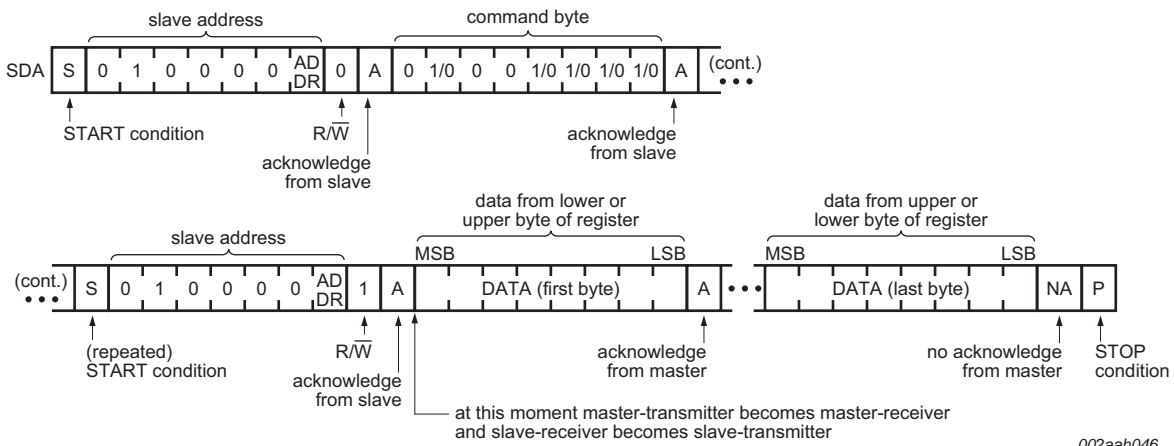 slave address
command byte
SDA S 0 1 0 0 0 0 AD DR 0 A 0 1/0 0 0 1/0 1/0 1/0 1/0 A (cont.)
START condition
R/W
acknowledge
from slave
acknowledge
from slave
data from lower or
upper byte of register
data from upper or
lower byte of register
slave address
MSB LSB MSB LSB
(cont.) S 0 1 0 0 0 0 AD DR 1 A DATA (first byte) A DATA (last byte) NA P
(repeated)
START condition
R/W
acknowledge
from slave
acknowledge
from master
no acknowledge
from master
STOP
condition
at this moment master-transmitter becomes master-receiver
and slave-receiver becomes slave-transmitter
002aah046